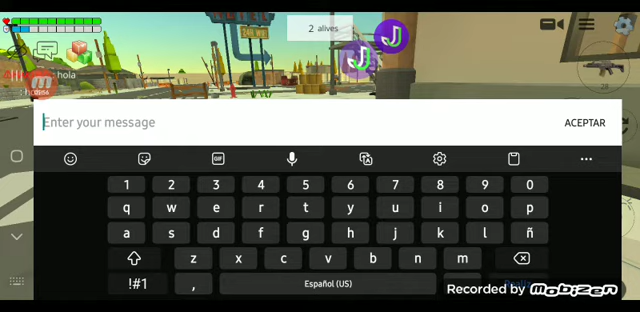 2 alives
hola
Enter your message
ACEPTAR
GIF
1 2 3 4 5 6 7 8 9 0
q w e r t y u i o p
a s d f g h j k l ñ
z x c v b n m
!#1 , Español (US)
Recorded by mobizen